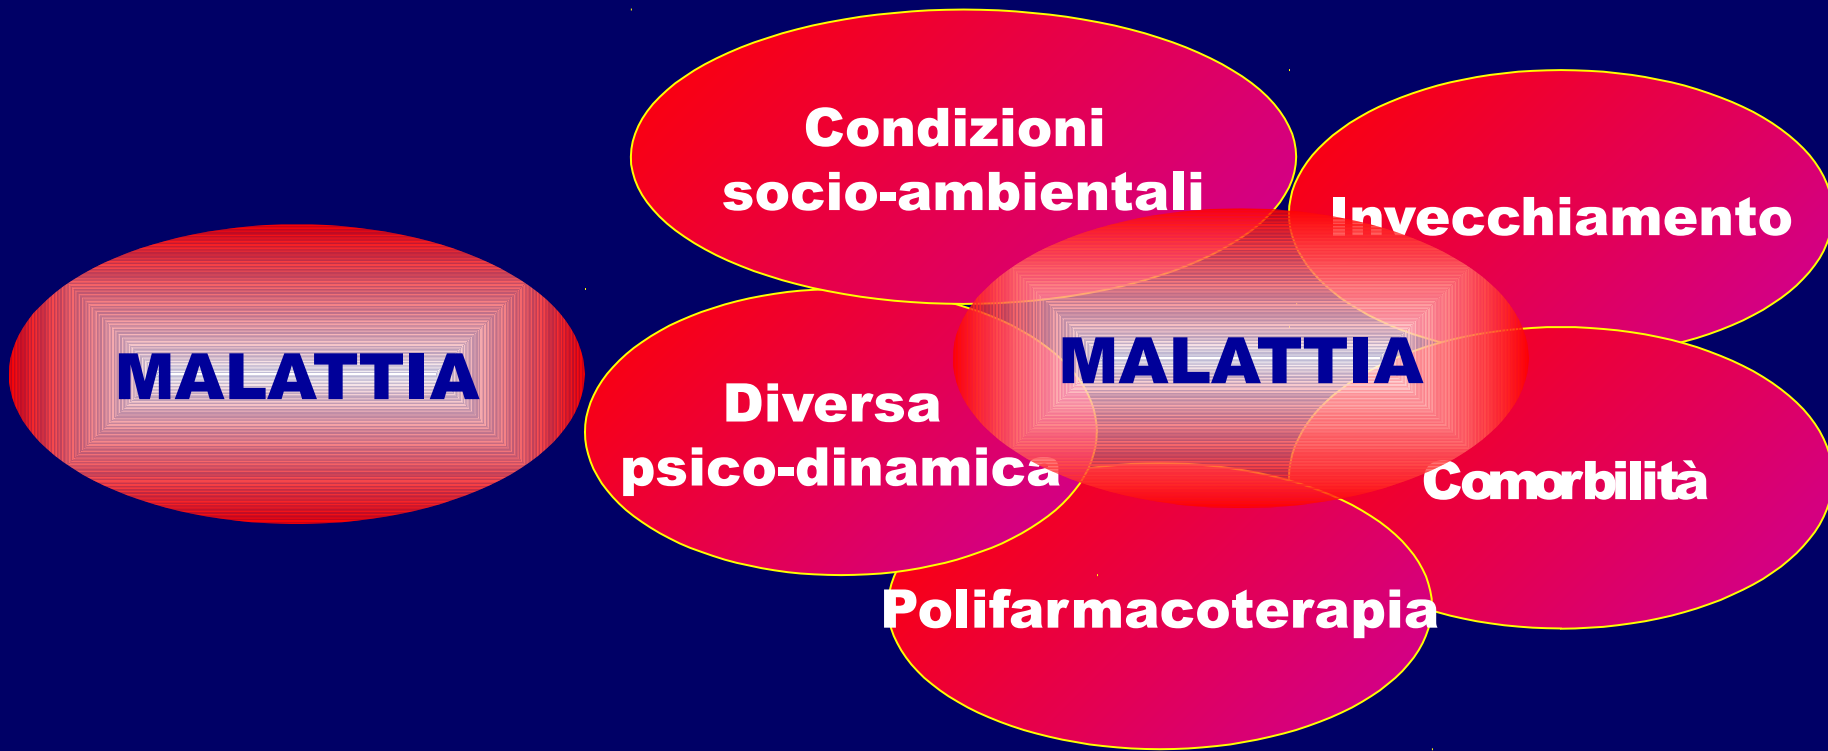 MALATTIA
Condizioni
socio-ambientali
Invecchiamento
MALATTIA
Diversa
psico-dinamica
Comorbilità
Polifarmacoterapia